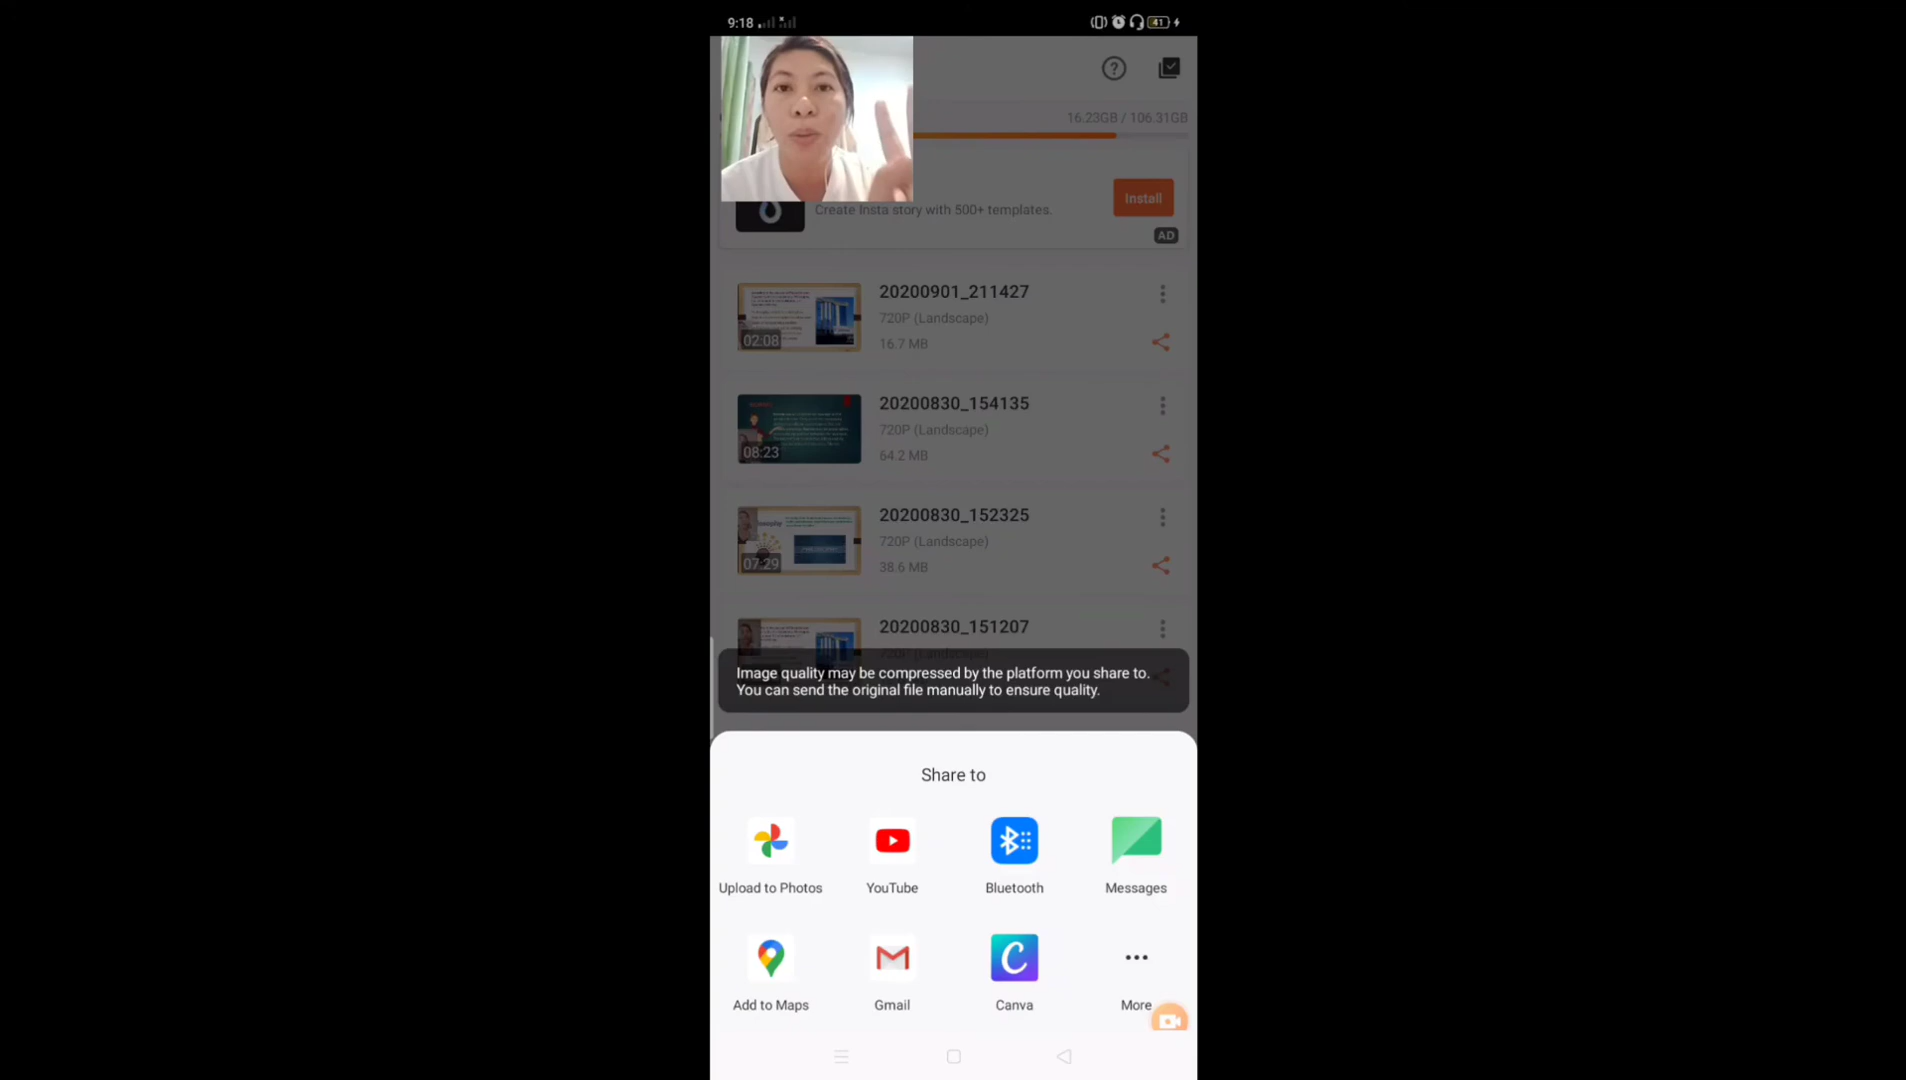 9:18
41
16.23GB / 106.31GB
Create Insta story with 500+ templates.
Install
AD
20200901_211427
720P (Landscape)
16.7 MB
02:08
20200830_154135
720P (Landscape)
64.2 MB
08:23
20200830_152325
720P (Landscape)
38.6 MB
07:29
20200830_151207
720P (Landscape)
Image quality may be compressed by the platform you share to.
You can send the original file manually to ensure quality.
Share to
Upload to Photos
YouTube
Bluetooth
Messages
Add to Maps
Gmail
Canva
More